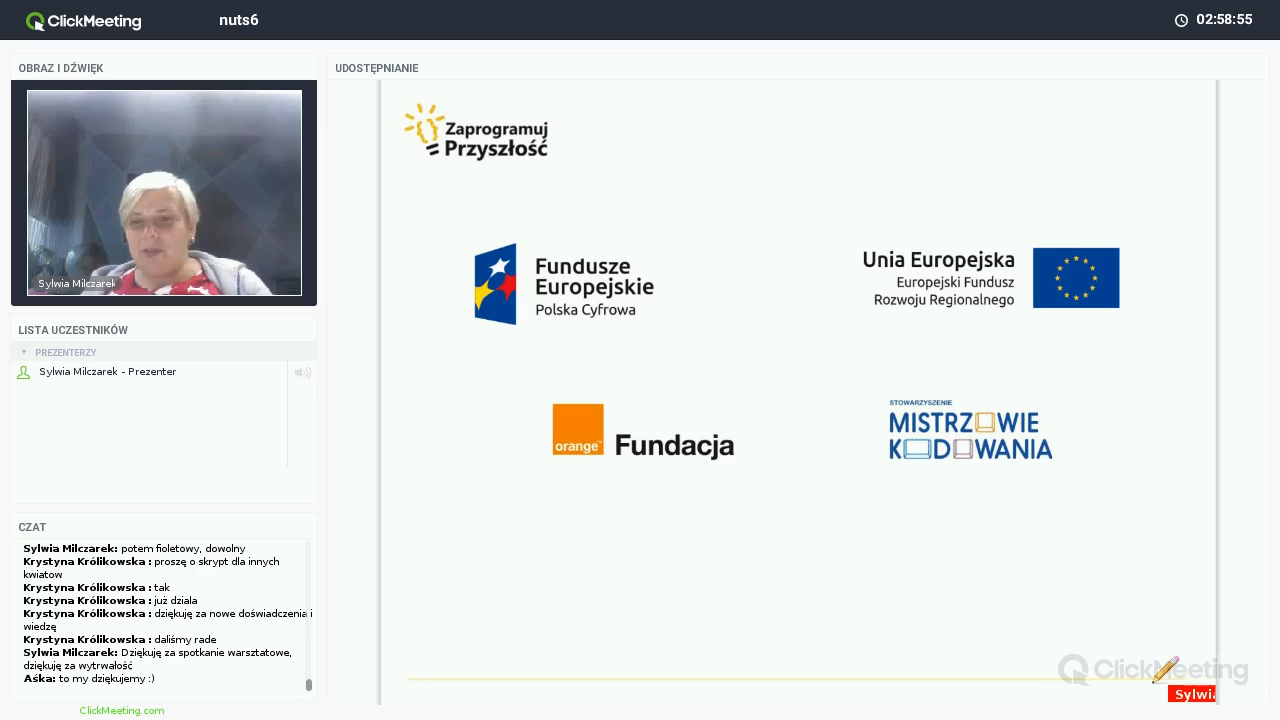 ClickMeeting
nuts6
02:58:55
OBRAZ I DŹWIĘK
Sylwia Milczarek
LISTA UCZESTNIKÓW
PREZENTERZY
Sylwia Milczarek - Prezenter
CZAT
Sylwia Milczarek: potem fioletowy, dowolny
Krystyna Królikowska : proszę o skrypt dla innych
kwiatow
Krystyna Królikowska : tak
Krystyna Królikowska : już dziala
Krystyna Królikowska : dziękuję za nowe doświadczenia i
wiedzę
Krystyna Królikowska : daliśmy rade
Sylwia Milczarek: Dziękuję za spotkanie warsztatowe,
dziękuję za wytrwałość
Aśka: to my dziękujemy :)
ClickMeeting.com
UDOSTĘPNIANIE
Zaprogramuj
Przyszłość
Fundusze
Europejskie
Polska Cyfrowa
Unia Europejska
Europejski Fundusz
Rozwoju Regionalnego
orange™
Fundacja
STOWARZYSZENIE
MISTRZOWIE
KODOWANIA
ClickMeeting
Sylwia